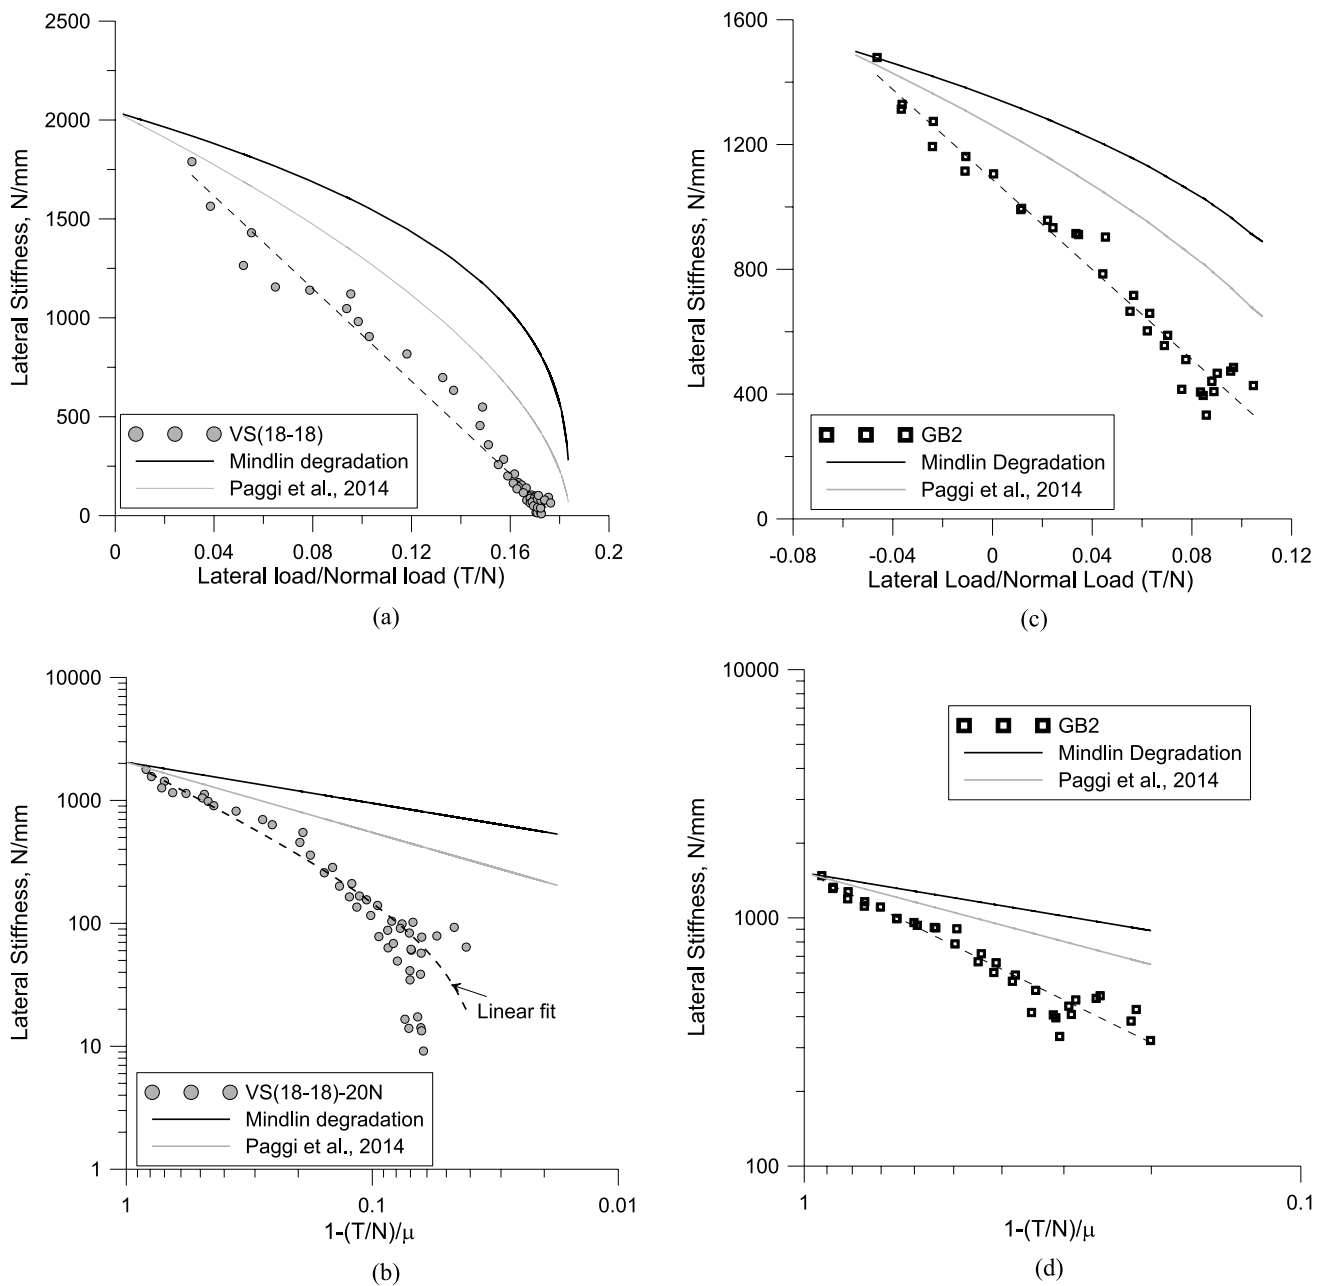 2500
2000
1500
1000
500
0
Lateral Stiffness, N/mm
VS(18-18)
Mindlin degradation
Paggi et al., 2014
0 0.04 0.08 0.12 0.16 0.2
Lateral load/Normal load (T/N)
(a)
1600
1200
800
400
0
Lateral Stiffness, N/mm
GB2
Mindlin Degradation
Paggi et al., 2014
-0.08 -0.04 0 0.04 0.08 0.12
Lateral Load/Normal Load (T/N)
(c)
10000
1000
100
10
1
Lateral Stiffness, N/mm
Linear fit
VS(18-18)-20N
Mindlin degradation
Paggi et al., 2014
1 0.1 0.01
1-(T/N)/μ
(b)
10000
1000
100
Lateral Stiffness, N/mm
GB2
Mindlin Degradation
Paggi et al., 2014
1 0.1
1-(T/N)/μ
(d)